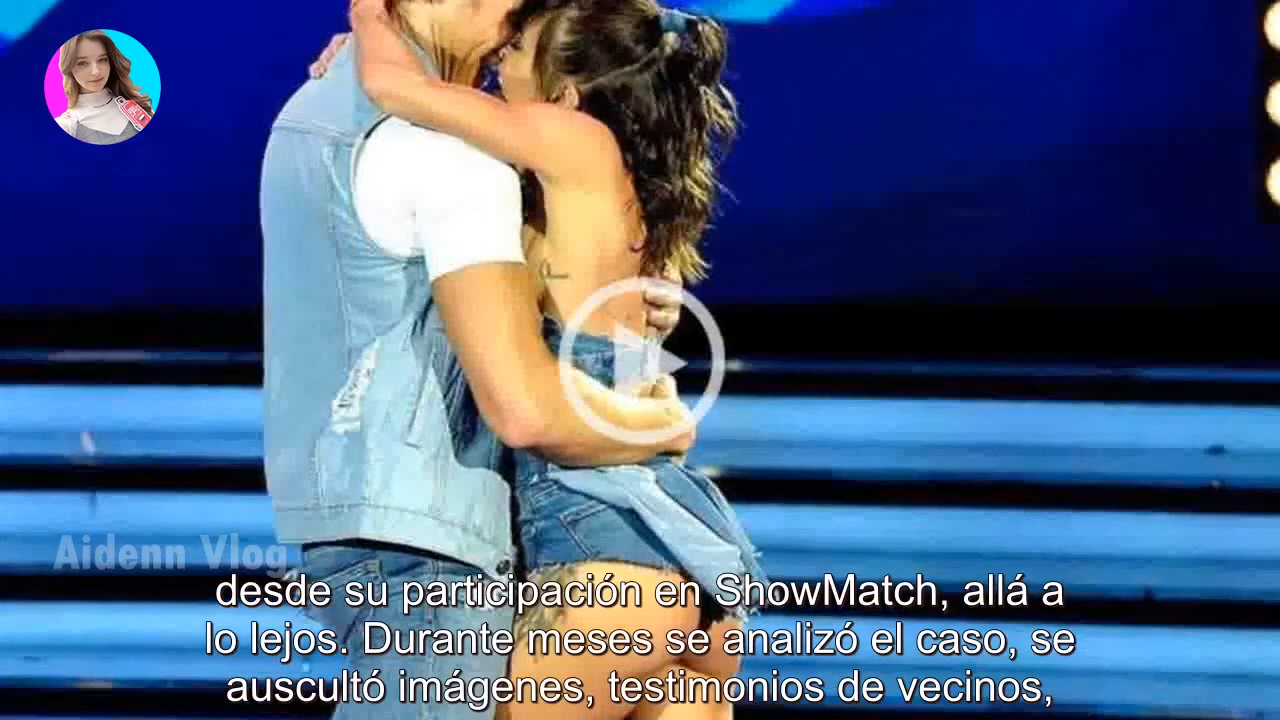 Aidenn Vlog
desde su participación en ShowMatch, allá a
lo lejos. Durante meses se analizó el caso, se
auscultó imágenes, testimonios de vecinos,